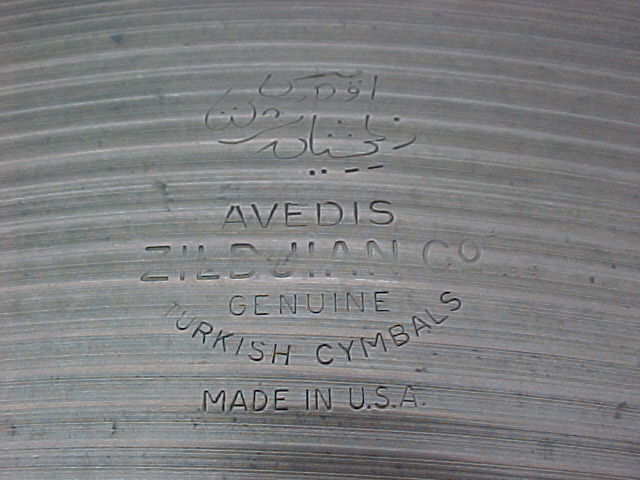 AVEDIS
ZILDJIAN CO
GENUINE
TURKISH CYMBALS
MADE IN U.S.A.